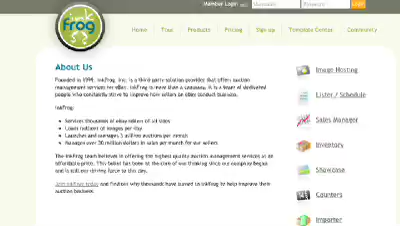 Member Login
Username
Password
Login
inK
frog
Home
Tour
Products
Pricing
Sign up
Template Center
Community
About Us
Founded in 1999, InkFrog, Inc. is a third party solution provider that offers auction
management services for eBay. InkFrog is more than a company, it is a team of dedicated
people who constantly strive to improve how sellers on eBay conduct business.
InkFrog:
Services thousands of eBay sellers of all sizes
Loads millions of images per day
Launches and manages 3 million auctions per month
Manages over 30 million dollars in sales per month for our sellers
The InkFrog team believes in offering the highest quality auction management services at an
affordable price. This belief has been at the core of our thinking since our company began
and is still our driving force to this day.
Join InkFrog today and find out why thousands have turned to InkFrog to help improve their
auction business.
Image Hosting
Lister / Schedule
Sales Manager
Inventory
Showcase
Counters
Importer